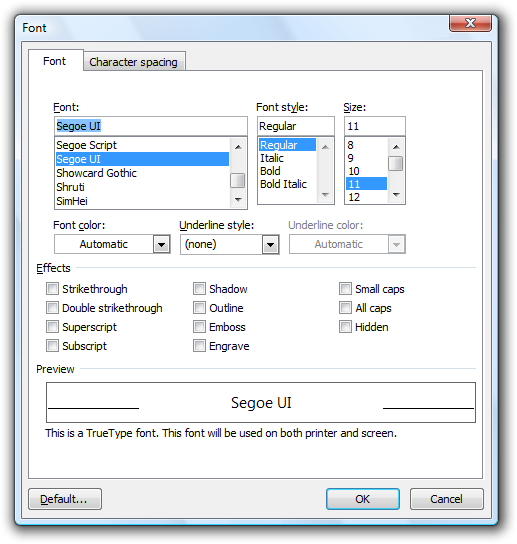 Font
Font Character spacing
Font: Font style: Size:
Segoe UI Regular 11
Segoe Script Regular 8
Segoe UI Italic 9
Showcard Gothic Bold 10
Shruti Bold Italic 11
SimHei 12
Font color: Underline style: Underline color:
Automatic (none) Automatic
Effects
Strikethrough Shadow Small caps
Double strikethrough Outline All caps
Superscript Emboss Hidden
Subscript Engrave
Preview
Segoe UI
This is a TrueType font. This font will be used on both printer and screen.
Default... OK Cancel